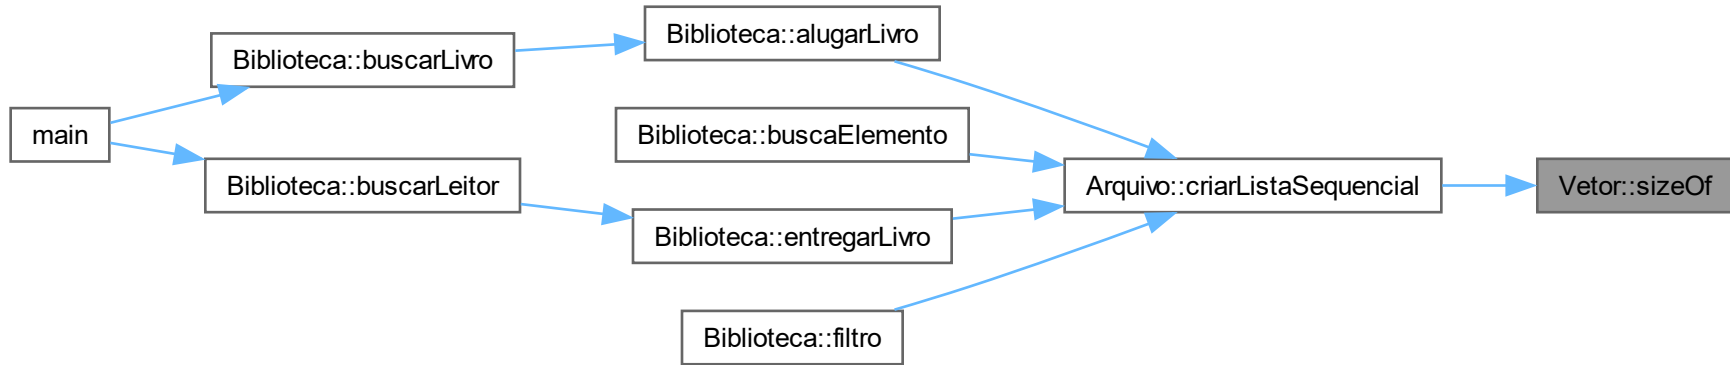 main
Biblioteca::buscarLivro
Biblioteca::buscarLeitor
Biblioteca::alugarLivro
Biblioteca::buscaElemento
Biblioteca::entregarLivro
Biblioteca::filtro
Arquivo::criarListaSequencial
Vetor::sizeOf